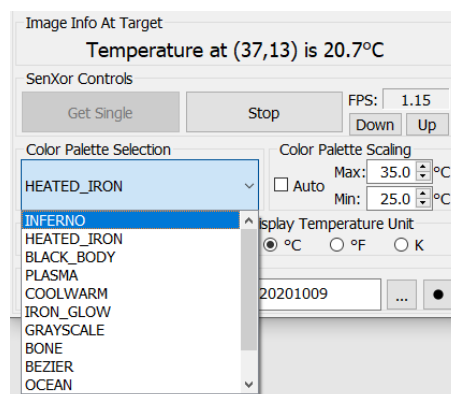 Image Info At Target
Temperature at (37,13) is 20.7°C
SenXor Controls
Get Single
Stop
FPS: 1.15
Down Up
Color Palette Selection
HEATED_IRON
Color Palette Scaling
Auto
Max: 35.0 °C
Min: 25.0 °C
INFERNO
HEATED_IRON
BLACK_BODY
PLASMA
COOLWARM
IRON_GLOW
GRAYSCALE
BONE
BEZIER
OCEAN
isplay Temperature Unit
°C °F K
20201009 ...